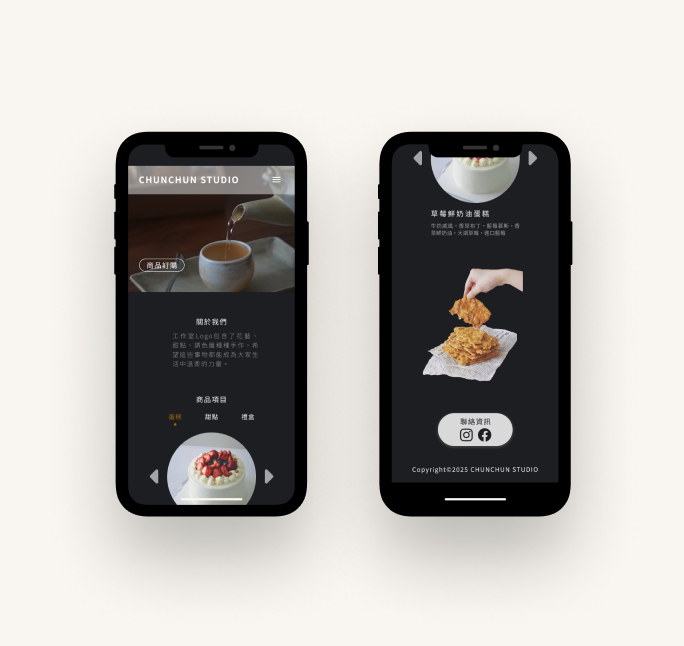 CHUNCHUN STUDIO
商品訂購
關於我們
工作室Logo包含了花藝、
甜點、調色盤種種手作。希
望這些事物都能成為大家生
活中溫柔的力量。
商品項目
蛋糕 甜點 禮盒
草莓鮮奶油蛋糕
聯絡資訊
Copyright©2025 CHUNCHUN STUDIO